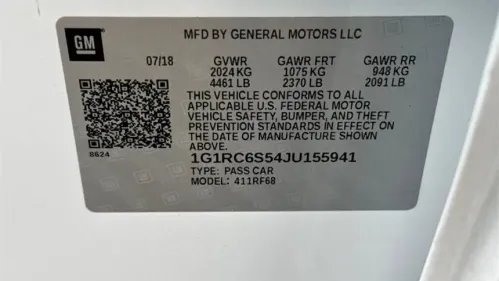 GM
MFD BY GENERAL MOTORS LLC
07/18 GVWR GAWR FRT GAWR RR
2024 KG 1075 KG 948 KG
4461 LB 2370 LB 2091 LB
THIS VEHICLE CONFORMS TO ALL
APPLICABLE U.S. FEDERAL MOTOR
VEHICLE SAFETY, BUMPER, AND THEFT
PREVENTION STANDARDS IN EFFECT ON
THE DATE OF MANUFACTURE SHOWN
ABOVE.
8624
1G1RC6S54JU155941
TYPE: PASS CAR
MODEL: 411RF68